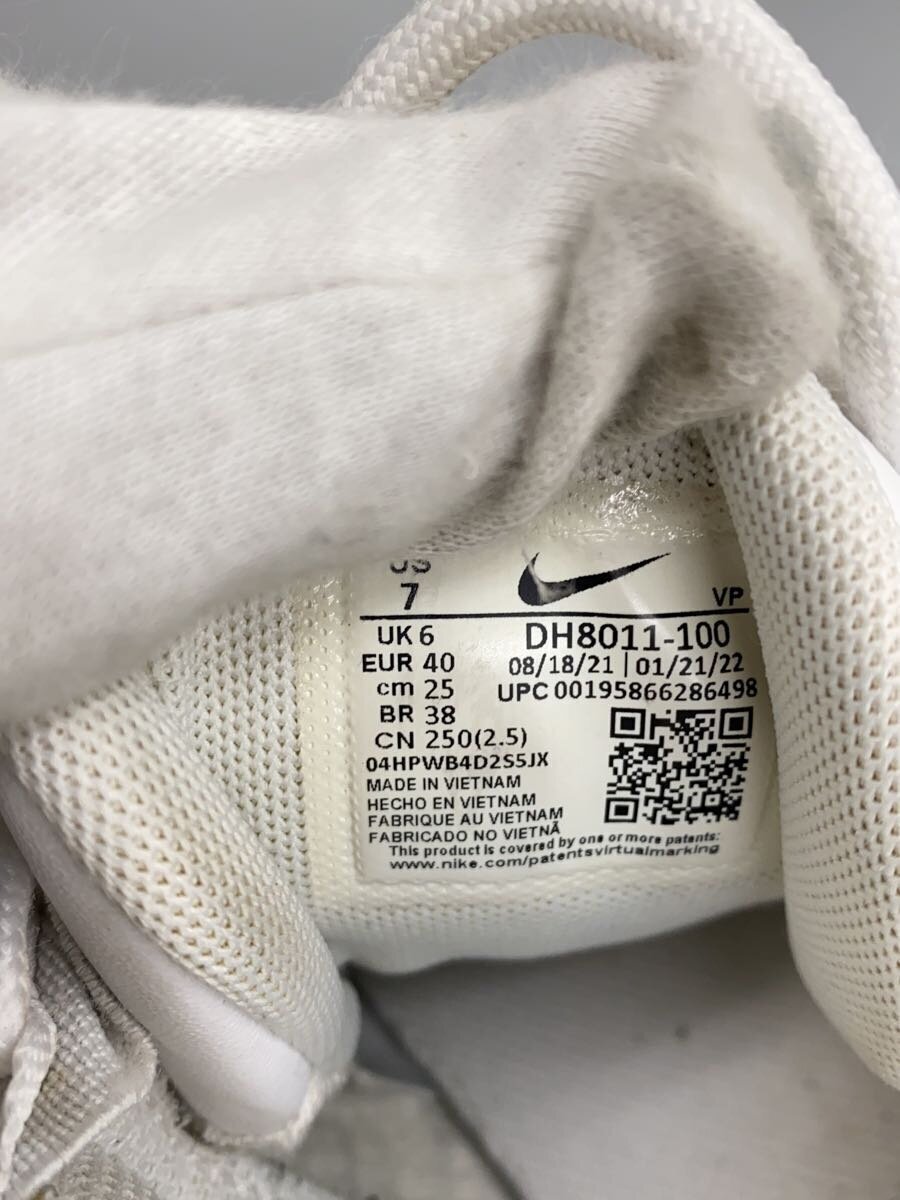 US
7
VP
UK 6
EUR 40
cm 25
BR 38
CN 250(2.5)
DH8011-100
08/18/21 | 01/21/22
UPC 00195866286498
04HPWB4D2S5JX
MADE IN VIETNAM
HECHO EN VIETNAM
FABRIQUE AU VIETNAM
FABRICADO NO VIETNÃ
This product is covered by one or more patents:
www.nike.com/patentsvirtualmarking